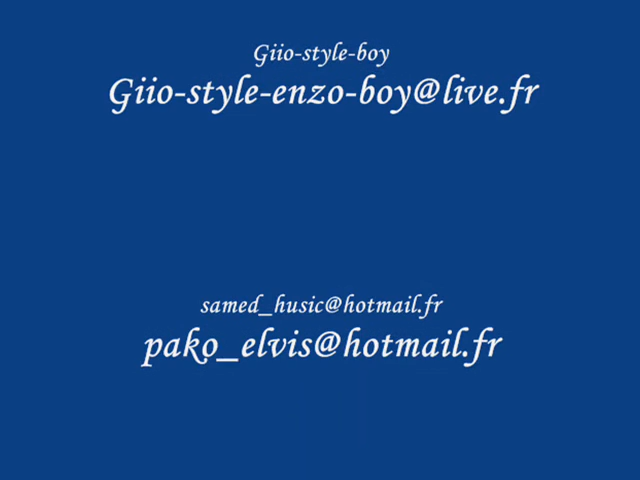 Giio-style-boy
Giio-style-enzo-boy@live.fr
samed_husic@hotmail.fr
pako_elvis@hotmail.fr